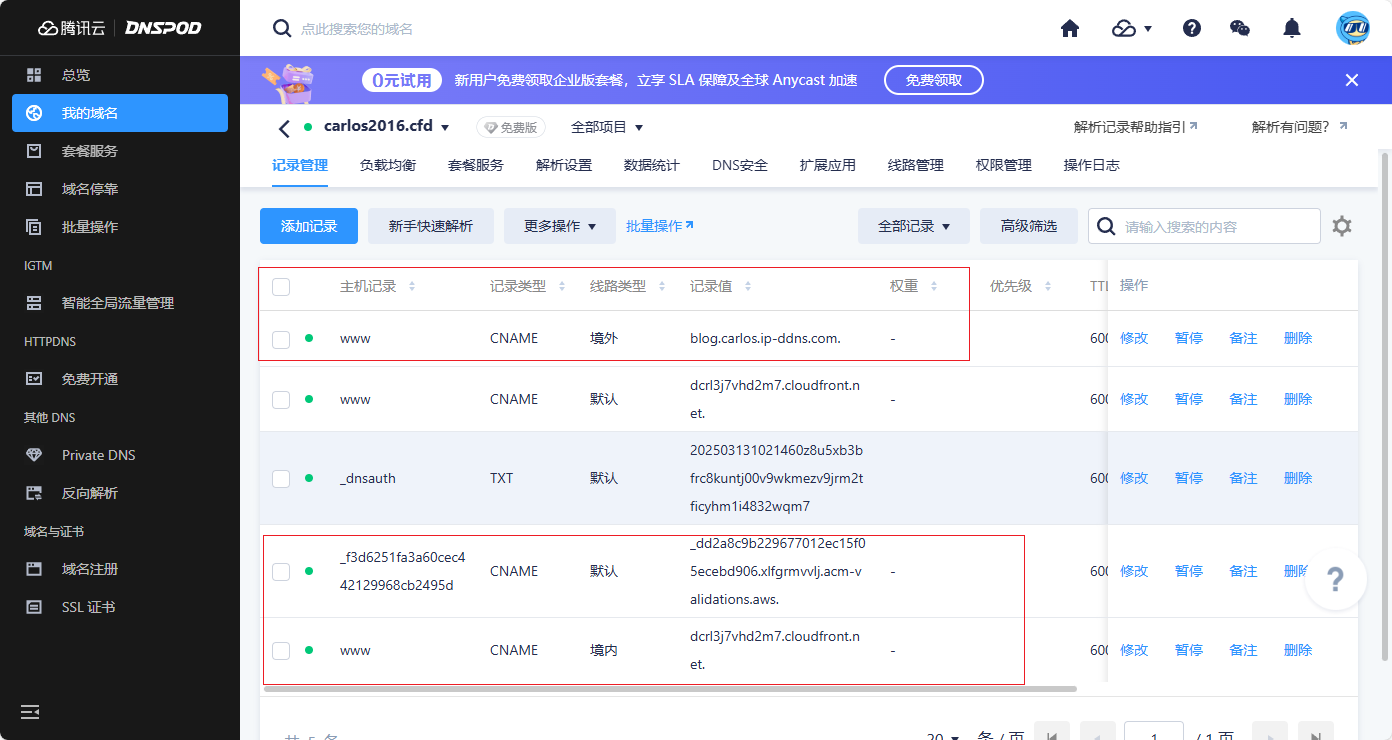 腾讯云 DNSPOD
点此搜索您的域名
总览
我的域名
套餐服务
域名停靠
批量操作
IGTM
智能全局流量管理
HTTPDNS
免费开通
其他 DNS
Private DNS
反向解析
域名与证书
域名注册
SSL 证书
0元试用 新用户免费领取企业版套餐，立享 SLA 保障及全球 Anycast 加速 免费领取
carlos2016.cfd 免费版 全部项目 解析记录帮助指引 解析有问题?
记录管理 负载均衡 套餐服务 解析设置 数据统计 DNS安全 扩展应用 线路管理 权限管理 操作日志
添加记录 新手快速解析 更多操作 批量操作 全部记录 高级筛选 请输入搜索的内容
主机记录 记录类型 线路类型 记录值 权重 优先级 TTL 操作
www CNAME 境外 blog.carlos.ip-ddns.com. - 600 修改 暂停 备注 删除
dcrl3j7vhd2m7.cloudfront.n
www CNAME 默认 - 600 修改 暂停 备注 删除
et.
202503131021460z8u5xb3b
_dnsauth TXT 默认 frc8kuntj00v9wkmezv9jrm2t 600 修改 暂停 备注 删除
ficyhm1i4832wqm7
_dd2a8c9b229677012ec15f0
_f3d6251fa3a60cec4
CNAME 默认 5ecebd906.xlfgrmvvlj.acm-v - 600 修改 暂停 备注 删除
42129968cb2495d
alidations.aws.
dcrl3j7vhd2m7.cloudfront.n
www CNAME 境内 - 600 修改 暂停 备注 删除
et.
共 5 条 20 条 / 页 1 / 1 页
?